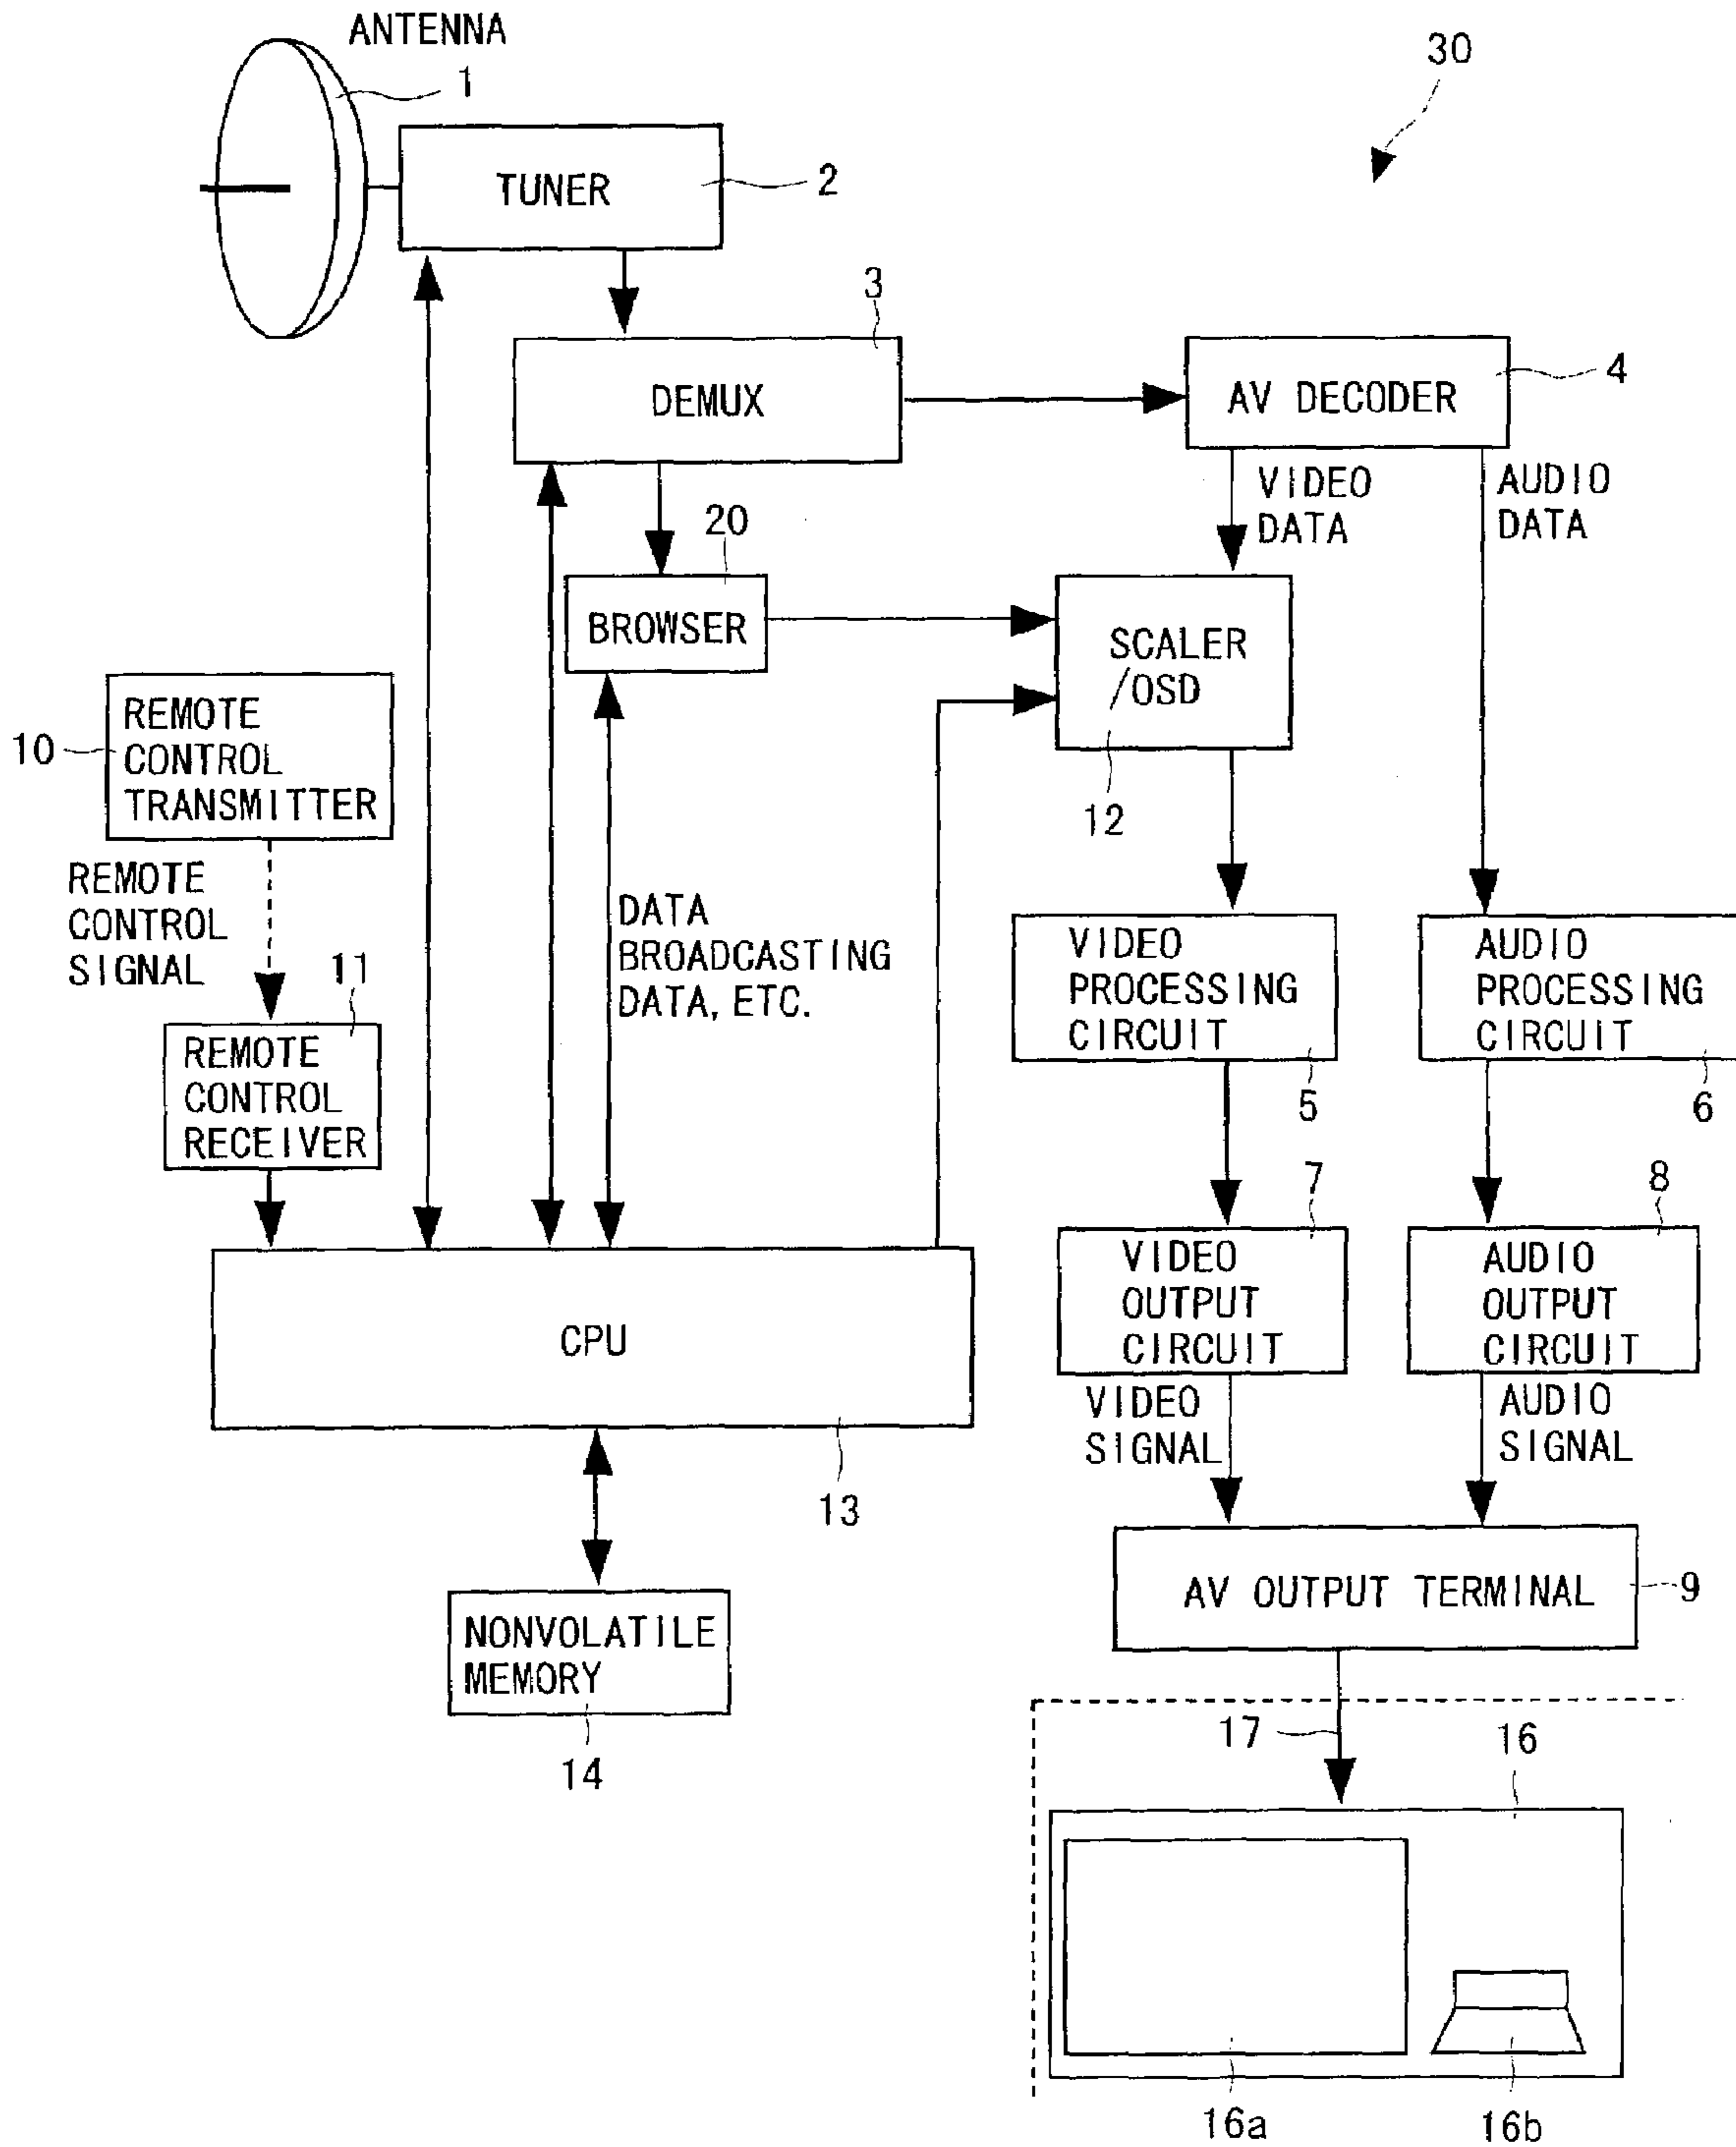 ANTENNA
1
30
TUNER
2
3
DEMUX
AV DECODER
4
VIDEO
DATA
AUDIO
DATA
20
BROWSER
SCALER
/OSD
12
10
REMOTE
CONTROL
TRANSMITTER
REMOTE
CONTROL
SIGNAL
11
REMOTE
CONTROL
RECEIVER
DATA
BROADCASTING
DATA, ETC.
VIDEO
PROCESSING
CIRCUIT
5
AUDIO
PROCESSING
CIRCUIT
6
7
VIDEO
OUTPUT
CIRCUIT
8
AUDIO
OUTPUT
CIRCUIT
CPU
13
VIDEO
SIGNAL
AUDIO
SIGNAL
AV OUTPUT TERMINAL
9
NONVOLATILE
MEMORY
14
17
16
16a
16b